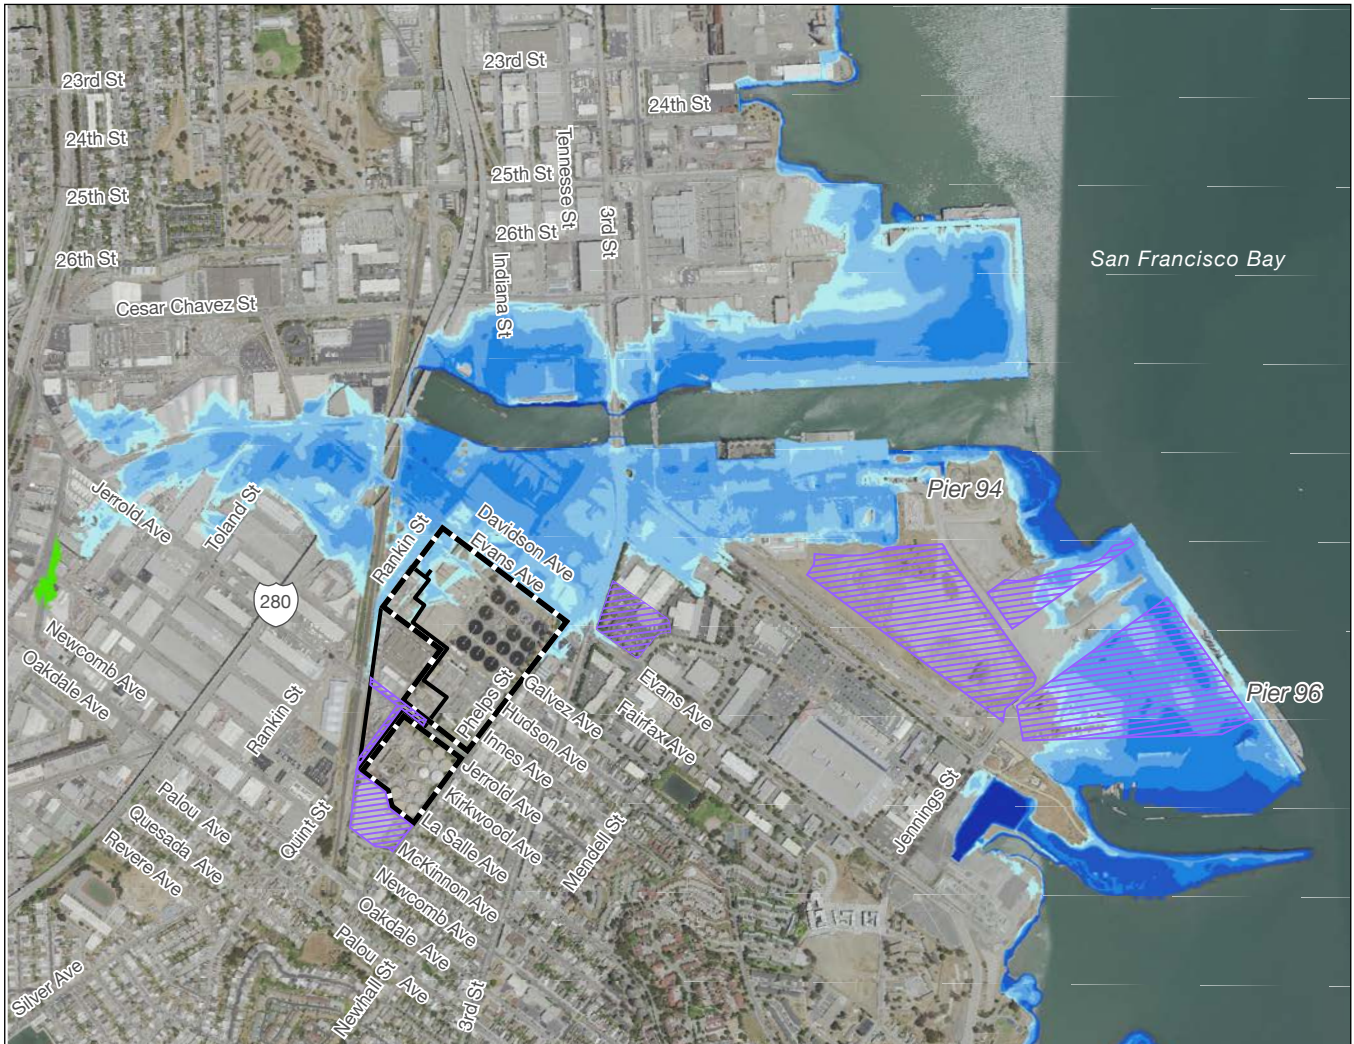 23rd St
23rd St
24th St
24th St
Tennesse St
25th St
25th St
3rd St
26th St
26th St
San Francisco Bay
Indiana St
Cesar Chavez St
Jerrold Ave
Toland St
Pier 94
Davidson Ave
Evans Ave
Rankin St
280
Newcomb Ave
Oakdale Ave
Rankin St
Phelps St
Galvez Ave
Hudson Ave
Innes Ave
Evans Ave
Fairfax Ave
Pier 96
Jerrold Ave
Kirkwood Ave
La Salle Ave
McKinnon Ave
Newcomb Ave
Oakdale Ave
Palou Ave
Mendell St
Jennings St
Palou Ave
Quesada Ave
Revere Ave
Quint St
Silver Ave
Newhall St
3rd St